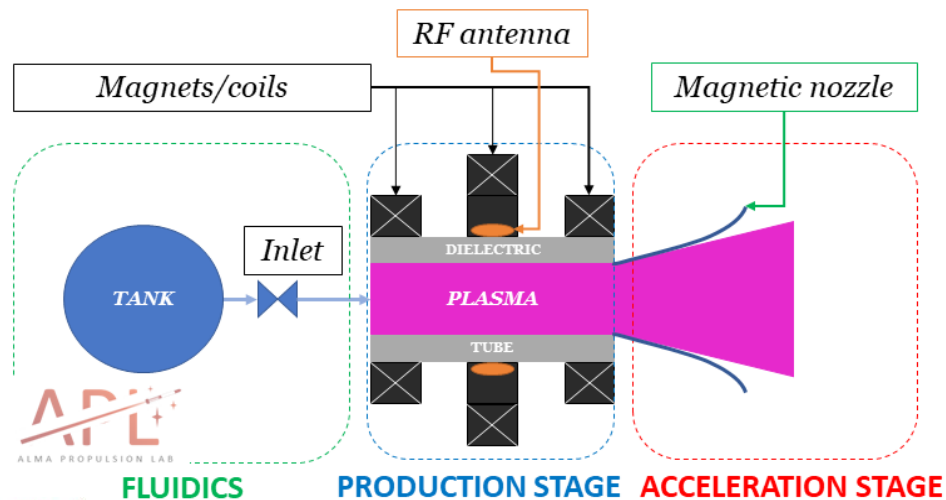 RF antenna
Magnets/coils
Magnetic nozzle
Inlet
DIELECTRIC
TANK
PLASMA
TUBE
APL
ALMA PROPULSION LAB
FLUIDICS
PRODUCTION STAGE
ACCELERATION STAGE